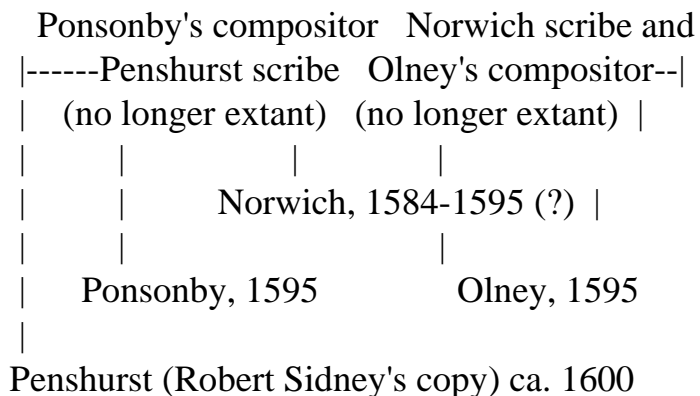 Ponsonby's compositor   Norwich scribe and
|------Penshurst scribe   Olney's compositor--|
|    (no longer extant)   (no longer extant)  |
|        |                |             |
|        |         Norwich, 1584-1595 (?)  |
|        |                              |
|     Ponsonby, 1595             Olney, 1595
|
Penshurst (Robert Sidney's copy) ca. 1600